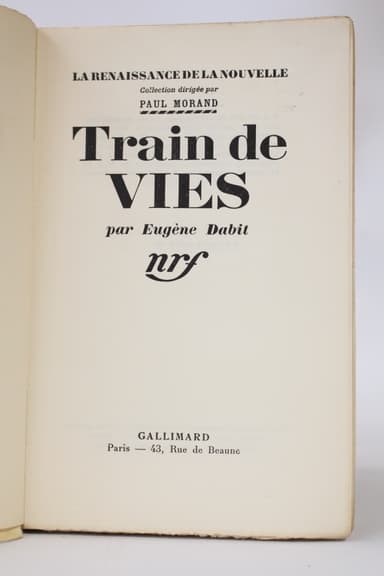 LA RENAISSANCE DE LA NOUVELLE
Collection dirigée par
PAUL MORAND
Train de
VIES
par Eugène Dabit
nrf
GALLIMARD
Paris — 43, Rue de Beaune